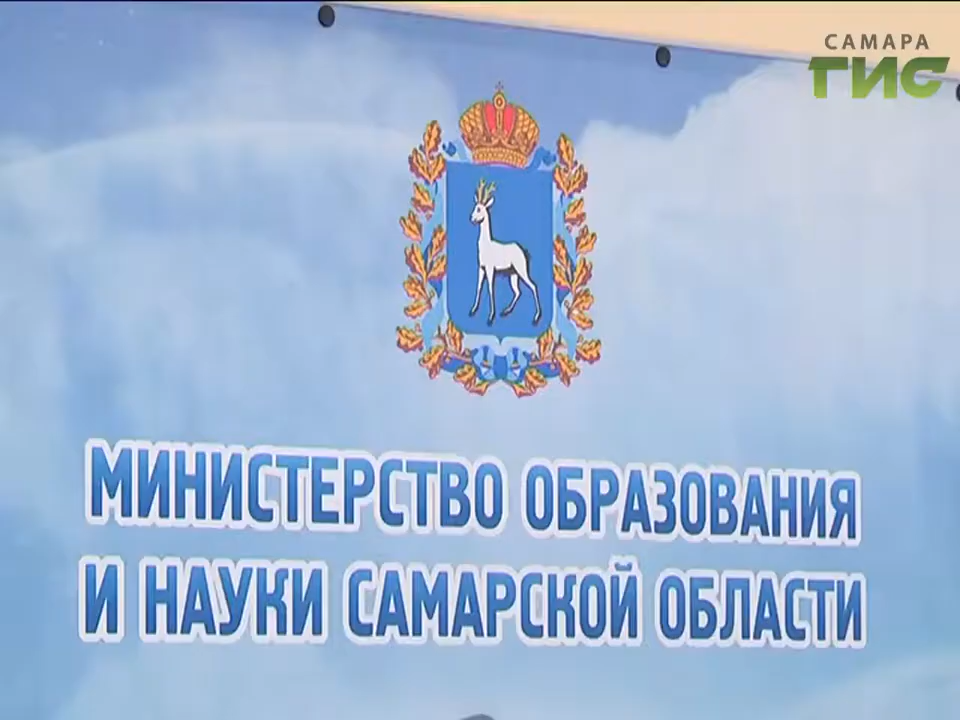 САМАРА
ГИС
МИНИСТЕРСТВО ОБРАЗОВАНИЯ
И НАУКИ САМАРСКОЙ ОБЛАСТИ